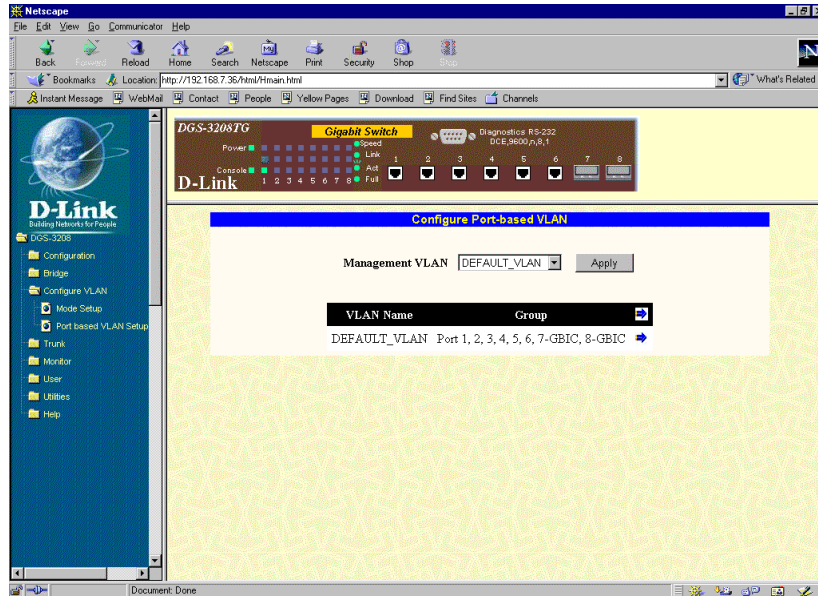 Netscape
File Edit View Go Communicator Help
Back Forward Reload Home Search Netscape Print Security Shop Stop
Bookmarks Location: http://192.168.7.36/html/Hmain.html What's Related
Instant Message WebMail Contact People Yellow Pages Download Find Sites Channels
D-Link
Building Networks for People
DGS-3208
Configuration
Bridge
Configure VLAN
Mode Setup
Port based VLAN Setup
Trunk
Monitor
User
Utilities
Help
DGS-3208TG
Gigabit Switch
Diagnostics RS-232
DCE,9600,n,8,1
Power
Speed
Link
Console
Act
Full
D-Link
1 2 3 4 5 6 7 8
1 2 3 4 5 6 7 8
Configure Port-based VLAN
Management VLAN DEFAULT_VLAN Apply
VLAN Name Group
DEFAULT_VLAN Port 1, 2, 3, 4, 5, 6, 7-GBIC, 8-GBIC
Document: Done